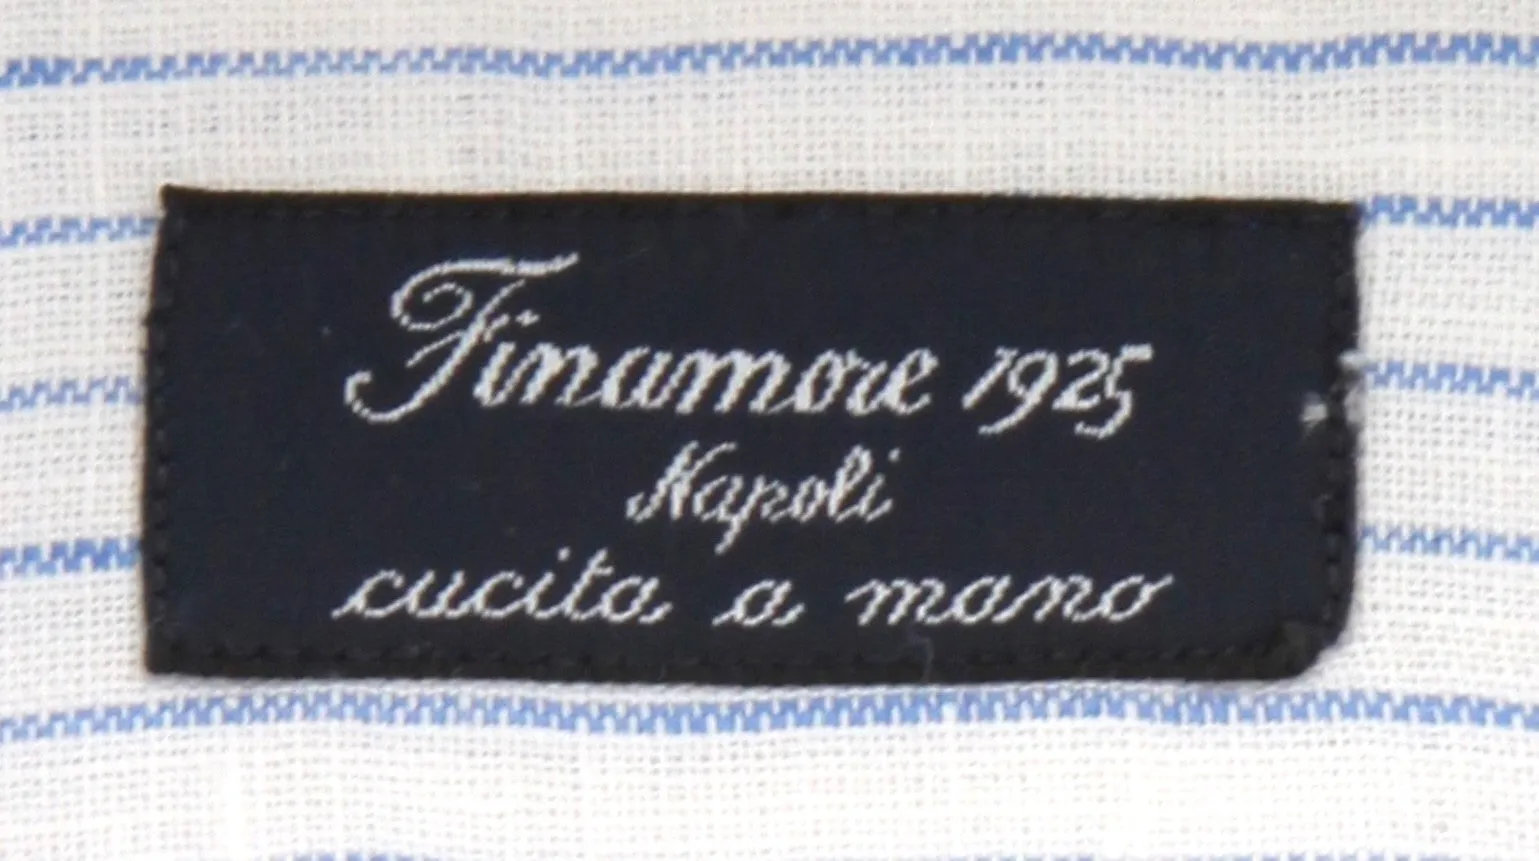 Finamore 1925
Napoli
cucita a mano